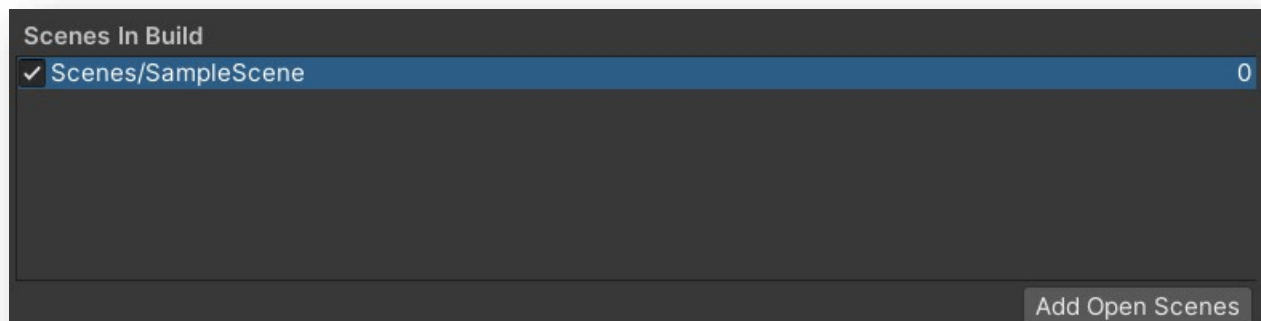 Scenes In Build
Scenes/SampleScene 0
Add Open Scenes